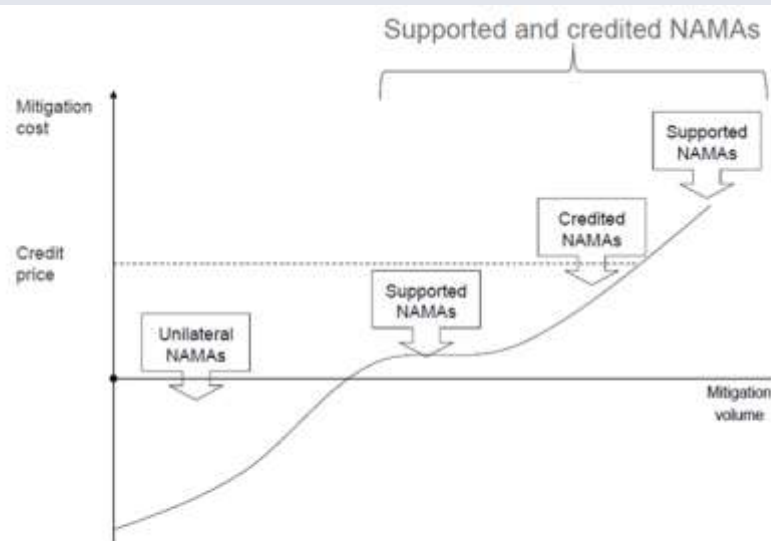 Supported and credited NAMAs
Mitigation
cost
Supported
NAMAs
Credited
NAMAs
Credit
price
Supported
NAMAs
Unilateral
NAMAs
Mitigation
volume